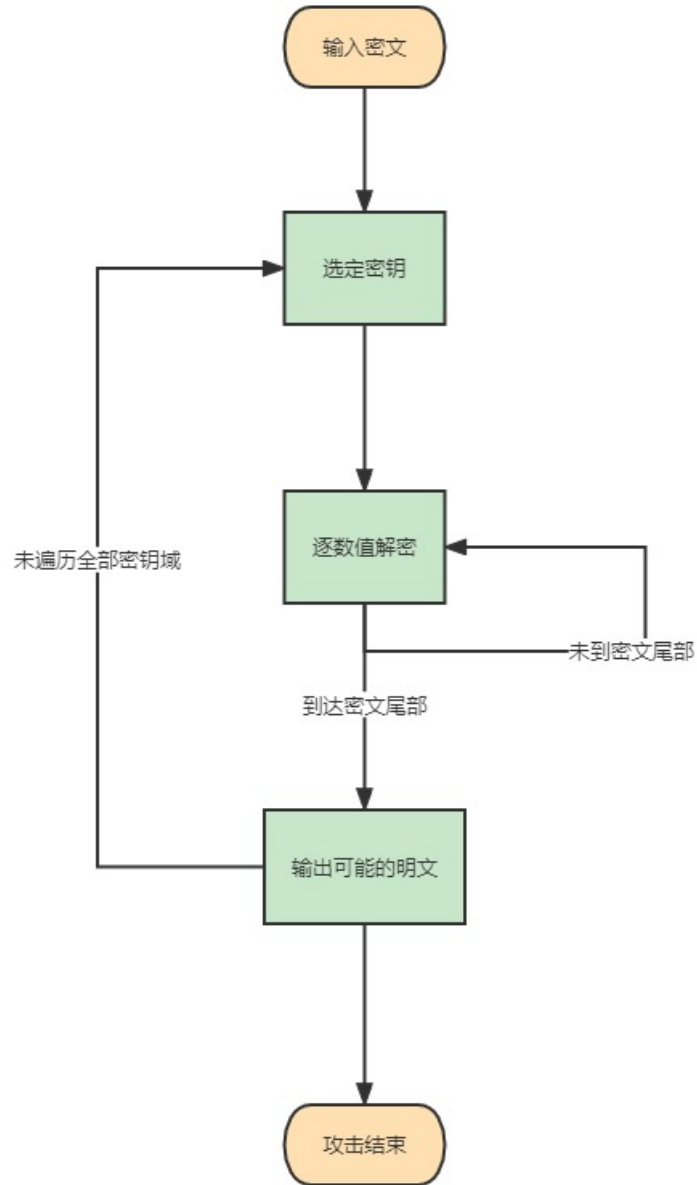 输入密文
选定密钥
逐数值解密
未遍历全部密钥域
未到密文尾部
到达密文尾部
输出可能的明文
攻击结束